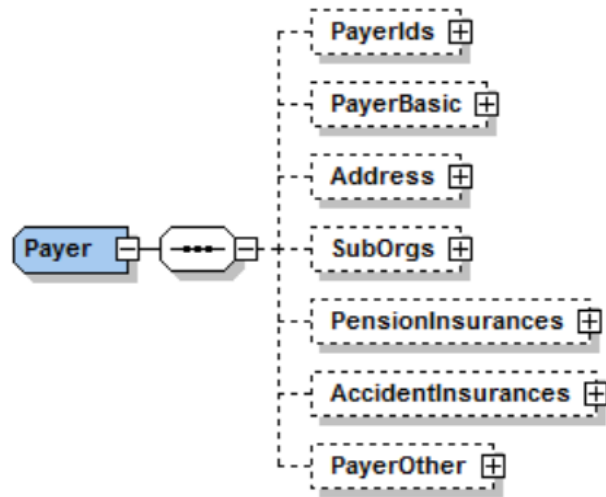 PayerIds
PayerBasic
Address
Payer
SubOrgs
PensionInsurances
AccidentInsurances
PayerOther